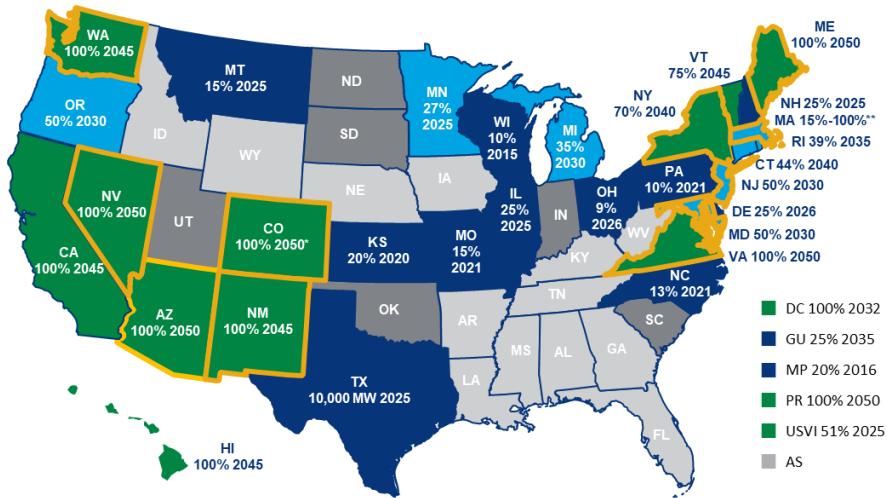 WA
100% 2045
MT
15% 2025
ND
MN
27%
2025
OR
50% 2030
ID
SD
WI
10%
2015
MI
35%
2030
WY
NE
IA
NV
100% 2050
UT
CO
100% 2050*
CA
100% 2045
KS
20% 2020
MO
15%
2021
IL
25%
2025
IN
OH
9%
2026
PA
10% 2021
WV
KY
AZ
100% 2050
NM
100% 2045
OK
AR
TN
NC
13% 2021
SC
MS
AL
GA
LA
FL
TX
10,000 MW 2025
HI
100% 2045
ME
100% 2050
VT
75% 2045
NY
70% 2040
NH 25% 2025
MA 15%-100%**
RI 39% 2035
CT 44% 2040
NJ 50% 2030
DE 25% 2026
MD 50% 2030
VA 100% 2050
DC 100% 2032
GU 25% 2035
MP 20% 2016
PR 100% 2050
USVI 51% 2025
AS